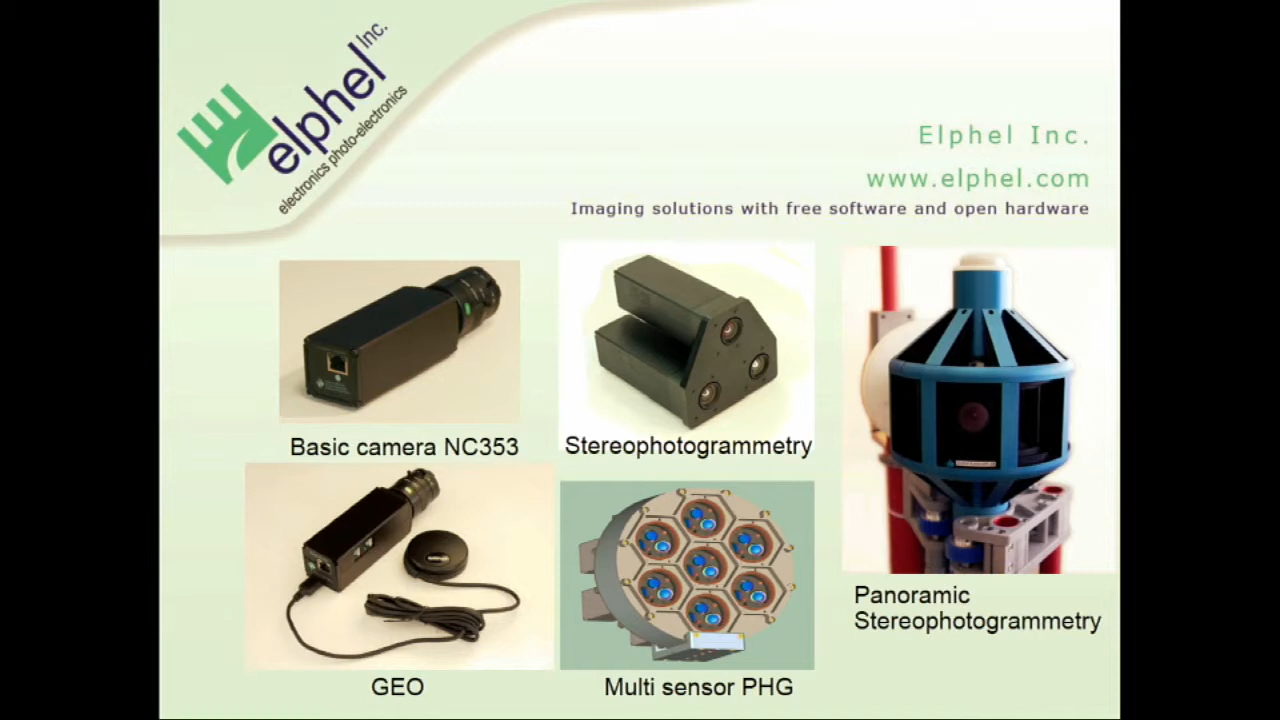 elphel Inc.
electronics photo-electronics
Elphel Inc.
www.elphel.com
Imaging solutions with free software and open hardware
Basic camera NC353
Stereophotogrammetry
GEO
Multi sensor PHG
Panoramic
Stereophotogrammetry